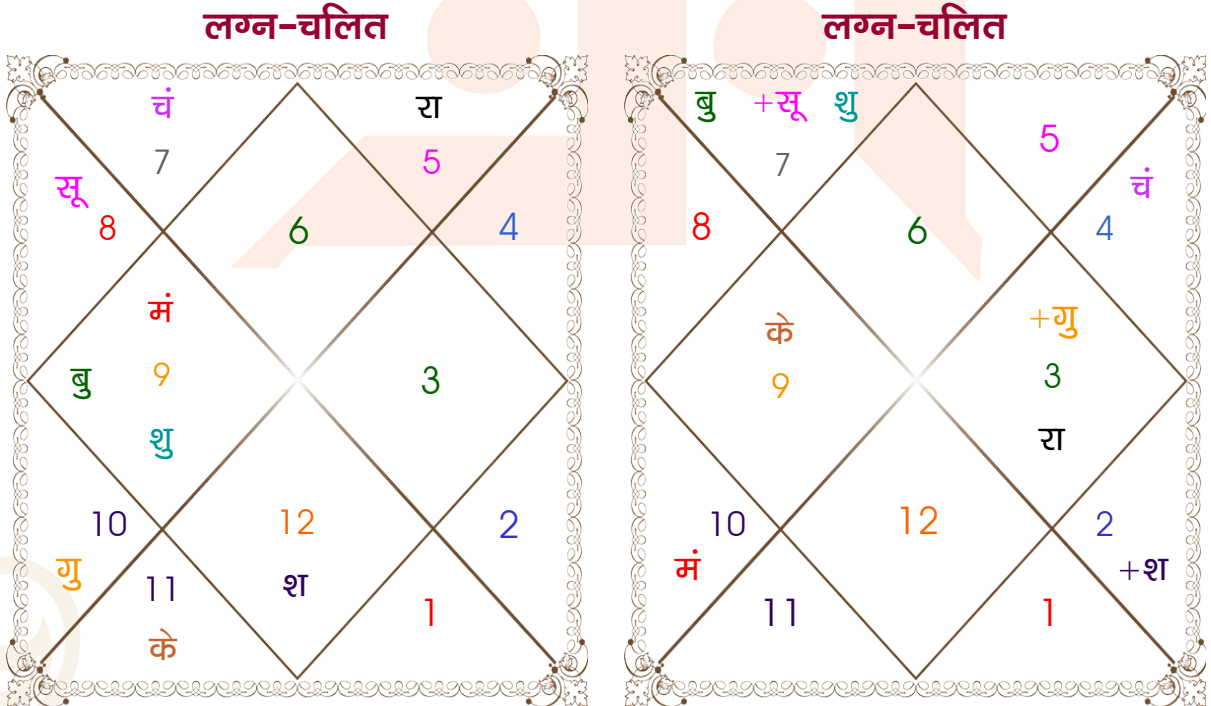 लग्न-चलित
चं
रा
7
5
सू
8
6
4
मं
बु
9
3
शु
10
12
2
गु
11
श
1
के
लग्न-चलित
बु +सू शु
5
7
चं
8
6
4
के
+गु
9
3
रा
10
12
2
मं
+श
11
1